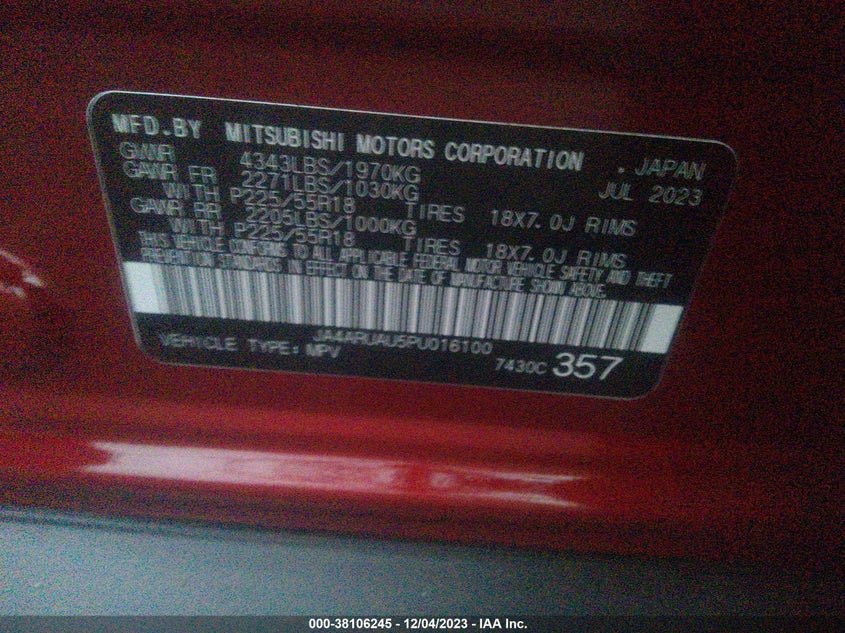 MFD.BY MITSUBISHI MOTORS CORPORATION . JAPAN
GVWR 4343LBS/1970KG JUL 2023
GAWR FR 2271LBS/1030KG
WITH P225/55R18 TIRES 18X7.0J RIMS
GAWR RR 2205LBS/1000KG
WITH P225/55R18 TIRES 18X7.0J RIMS
THIS VEHICLE CONFORMS TO ALL APPLICABLE FEDERAL MOTOR VEHICLE SAFETY AND THEFT
PREVENTION STANDARDS IN EFFECT ON THE DATE OF MANUFACTURE SHOWN ABOVE.
JA4ARUAU5PU016100
VEHICLE TYPE: MPV 7430C 357
000-38106245 - 12/04/2023 - IAA Inc.